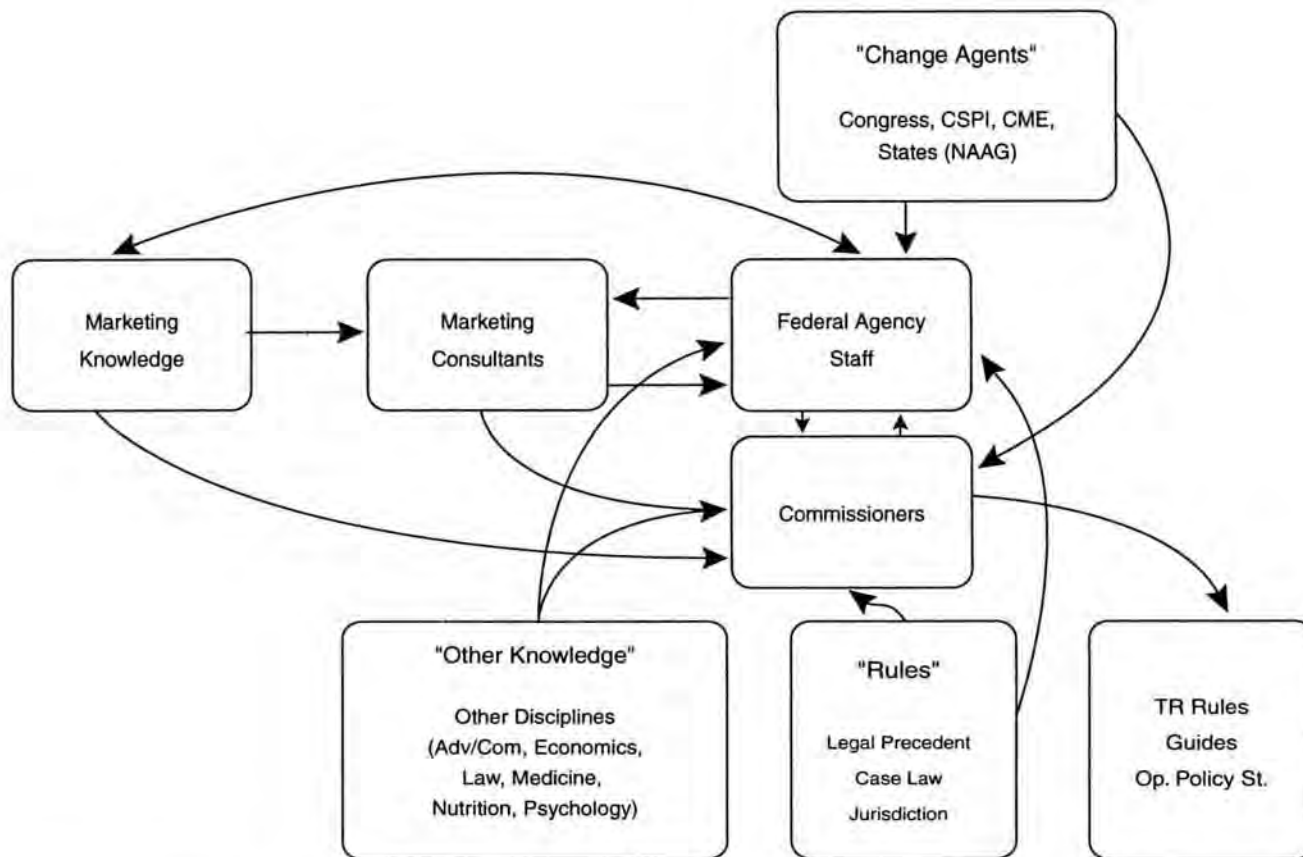 "Change Agents"
Congress, CSPI, CME,
States (NAAG)
Marketing
Knowledge
Marketing
Consultants
Federal Agency
Staff
Commissioners
"Other Knowledge"
Other Disciplines
(Adv/Com, Economics,
Law, Medicine,
Nutrition, Psychology)
"Rules"
Legal Precedent
Case Law
Jurisdiction
TR Rules
Guides
Op. Policy St.